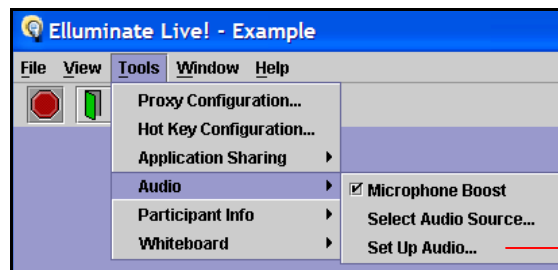 Elluminate Live! - Example
File View Tools Window Help
Proxy Configuration...
Hot Key Configuration...
Application Sharing
Audio
Participant Info
Whiteboard
Microphone Boost
Select Audio Source...
Set Up Audio...